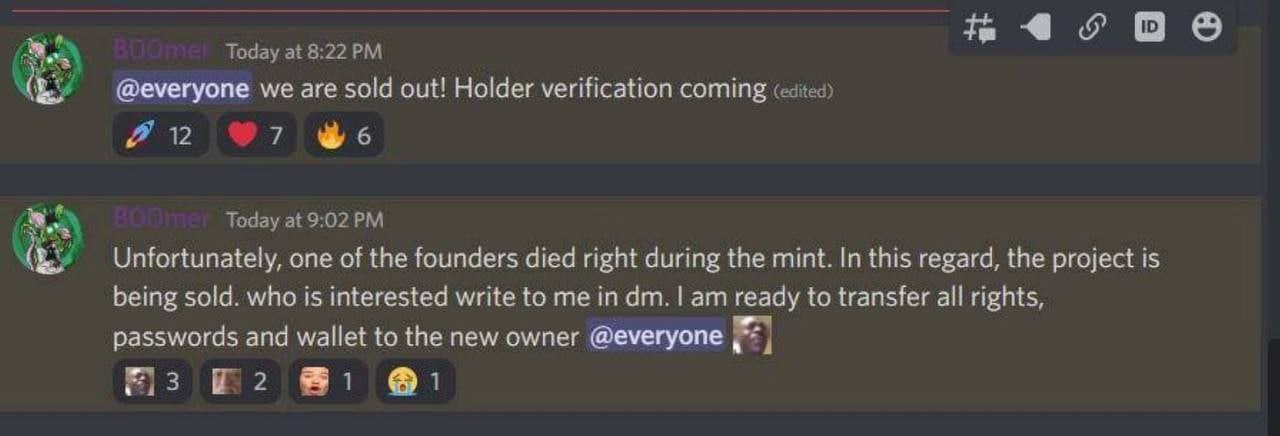 BOOmer Today at 8:22 PM
@everyone we are sold out! Holder verification coming (edited)
12 7 6
BOOmer Today at 9:02 PM
Unfortunately, one of the founders died right during the mint. In this regard, the project is
being sold. who is interested write to me in dm. I am ready to transfer all rights,
passwords and wallet to the new owner @everyone
3 2 1 1
ID